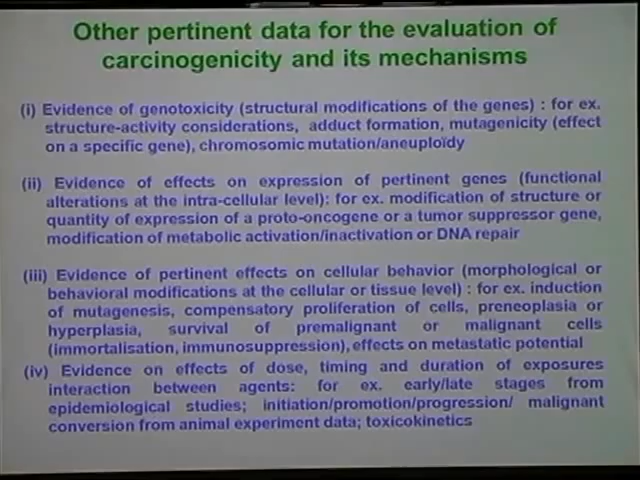 Other pertinent data for the evaluation of
carcinogenicity and its mechanisms
(i) Evidence of genotoxicity (structural modifications of the genes) : for ex.
structure-activity considerations, adduct formation, mutagenicity (effect
on a specific gene), chromosomic mutation/aneuploïdy
(ii) Evidence of effects on expression of pertinent genes (functional
alterations at the intra-cellular level): for ex. modification of structure or
quantity of expression of a proto-oncogene or a tumor suppressor gene,
modification of metabolic activation/inactivation or DNA repair
(iii) Evidence of pertinent effects on cellular behavior (morphological or
behavioral modifications at the cellular or tissue level) : for ex. induction
of mutagenesis, compensatory proliferation of cells, preneoplasia or
hyperplasia, survival of premalignant or malignant cells
(immortalisation, immunosuppression), effects on metastatic potential
(iv) Evidence on effects of dose, timing and duration of exposures
interaction between agents: for ex. early/late stages from
epidemiological studies; initiation/promotion/progression/ malignant
conversion from animal experiment data; toxicokinetics